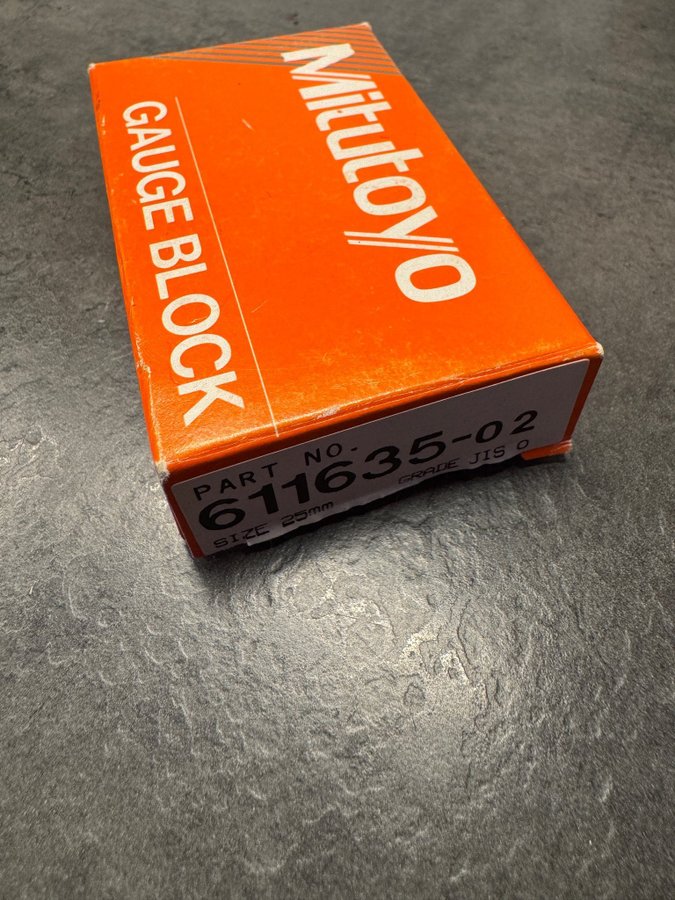 Mitutoyo
GAUGE BLOCK
PART NO.
611635-02
SIZE 25mm GRADE JIS 0